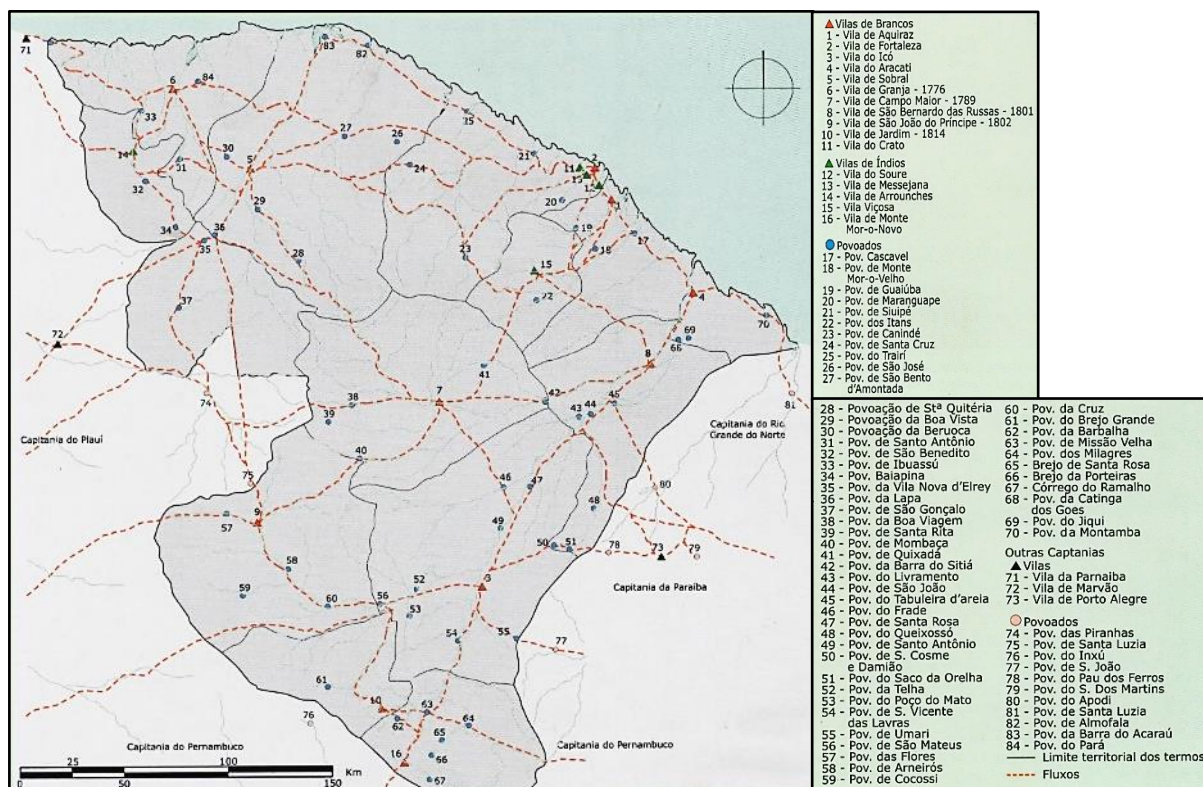 Vilas de Brancos
1 - Vila de Aquiraz
2 - Vila de Fortaleza
3 - Vila do Icó
4 - Vila do Aracati
5 - Vila de Sobral
6 - Vila de Granja - 1776
7 - Vila de Campo Maior - 1789
8 - Vila de São Bernardo das Russas - 1801
9 - Vila de São João do Príncipe - 1802
10 - Vila de Jardim - 1814
11 - Vila do Crato
Vilas de Índios
12 - Vila do Soure
13 - Vila de Messejana
14 - Vila de Arrounches
15 - Vila Viçosa
16 - Vila de Monte
Mor-o-Novo
Povoados
17 - Pov. Cascavel
18 - Pov. de Monte
Mor-o-Velho
19 - Pov. de Guaiúba
20 - Pov. de Maranguape
21 - Pov. de Siupé
22 - Pov. dos Itans
23 - Pov. de Canindé
24 - Pov. de Santa Cruz
25 - Pov. do Trairí
26 - Pov. de São José
27 - Pov. de São Bento
d'Amontada
28 - Povoação de Stª Quitéria
29 - Povoação da Boa Vista
30 - Povoação da Beruoca
31 - Pov. de Santo Antônio
32 - Pov. de São Benedito
33 - Pov. de Ibuassú
34 - Pov. Baiapina
35 - Pov. da Vila Nova d'Elrey
36 - Pov. da Lapa
37 - Pov. de São Gonçalo
38 - Pov. da Boa Viagem
39 - Pov. de Santa Rita
40 - Pov. de Mombaça
41 - Pov. de Quixadá
42 - Pov. da Barra do Sitiá
43 - Pov. do Livramento
44 - Pov. de São João
45 - Pov. do Tabuleira d'areia
46 - Pov. do Frade
47 - Pov. de Santa Rosa
48 - Pov. do Queixossó
49 - Pov. de Santo Antônio
50 - Pov. de S. Cosme
e Damião
51 - Pov. do Saco da Orelha
52 - Pov. da Telha
53 - Pov. do Poço do Mato
54 - Pov. de S. Vicente
das Lavras
55 - Pov. de Umari
56 - Pov. de São Mateus
57 - Pov. das Flores
58 - Pov. de Arneirós
59 - Pov. de Cocossi
60 - Pov. da Cruz
61 - Pov. do Brejo Grande
62 - Pov. da Barbalha
63 - Pov. de Missão Velha
64 - Pov. dos Milagres
65 - Brejo de Santa Rosa
66 - Brejo da Porteiras
67 - Córrego do Ramalho
68 - Pov. da Catinga
dos Goes
69 - Pov. do Jiqui
70 - Pov. da Montamba
Outras Captanias
Vilas
71 - Vila da Parnaiba
72 - Vila de Marvão
73 - Vila de Porto Alegre
Povoados
74 - Pov. das Piranhas
75 - Pov. de Santa Luzia
76 - Pov. do Inxú
77 - Pov. de S. João
78 - Pov. do Pau dos Ferros
79 - Pov. do S. Dos Martins
80 - Pov. do Apodi
81 - Pov. de Santa Luzia
82 - Pov. de Almofala
83 - Pov. da Barra do Acaraú
84 - Pov. do Pará
Limite territorial dos termos
Fluxos
Capitania do Piauí
Capitania do Rio
Grande do Norte
Capitania da Paraiba
Capitania do Pernambuco
Capitania do Pernambuco
25
100
0
50
150
Km